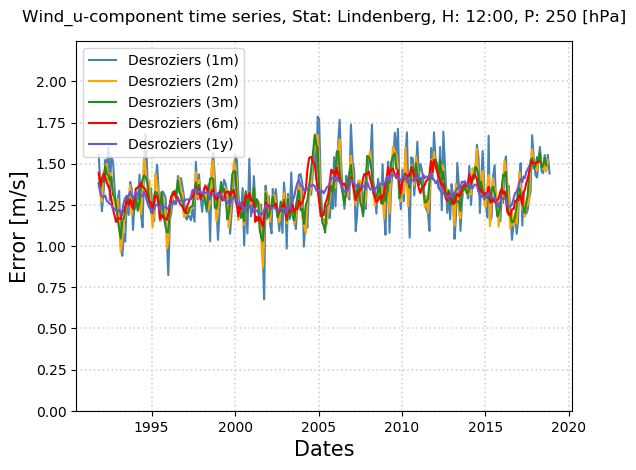 Wind_u-component time series, Stat: Lindenberg, H: 12:00, P: 250 [hPa]
Desroziers (1m)
Desroziers (2m)
Desroziers (3m)
Desroziers (6m)
Desroziers (1y)
Error [m/s]
2.00
1.75
1.50
1.25
1.00
0.75
0.50
0.25
0.00
1995 2000 2005 2010 2015 2020
Dates